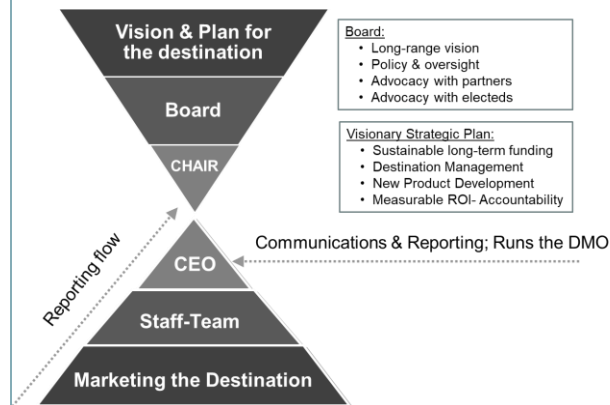 Vision & Plan for
the destination
Board
CHAIR
Board:
• Long-range vision
• Policy & oversight
• Advocacy with partners
• Advocacy with electeds
Visionary Strategic Plan:
• Sustainable long-term funding
• Destination Management
• New Product Development
• Measurable ROI- Accountability
Reporting flow
Communications & Reporting; Runs the DMO
CEO
Staff-Team
Marketing the Destination